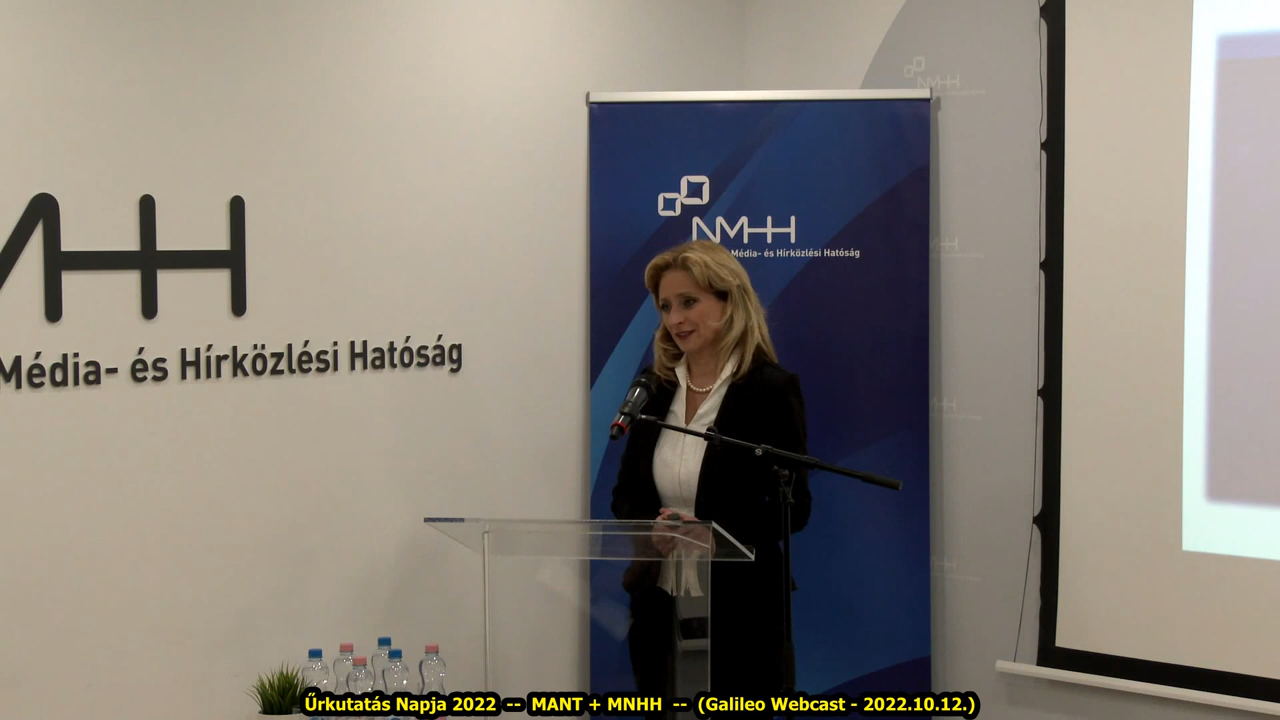 MHH
Média- és Hírközlési Hatóság
NMHH
Média- és Hírközlési Hatóság
NMHH
Űrkutatás Napja 2022 -- MANT + MNHH -- (Galileo Webcast - 2022.10.12.)